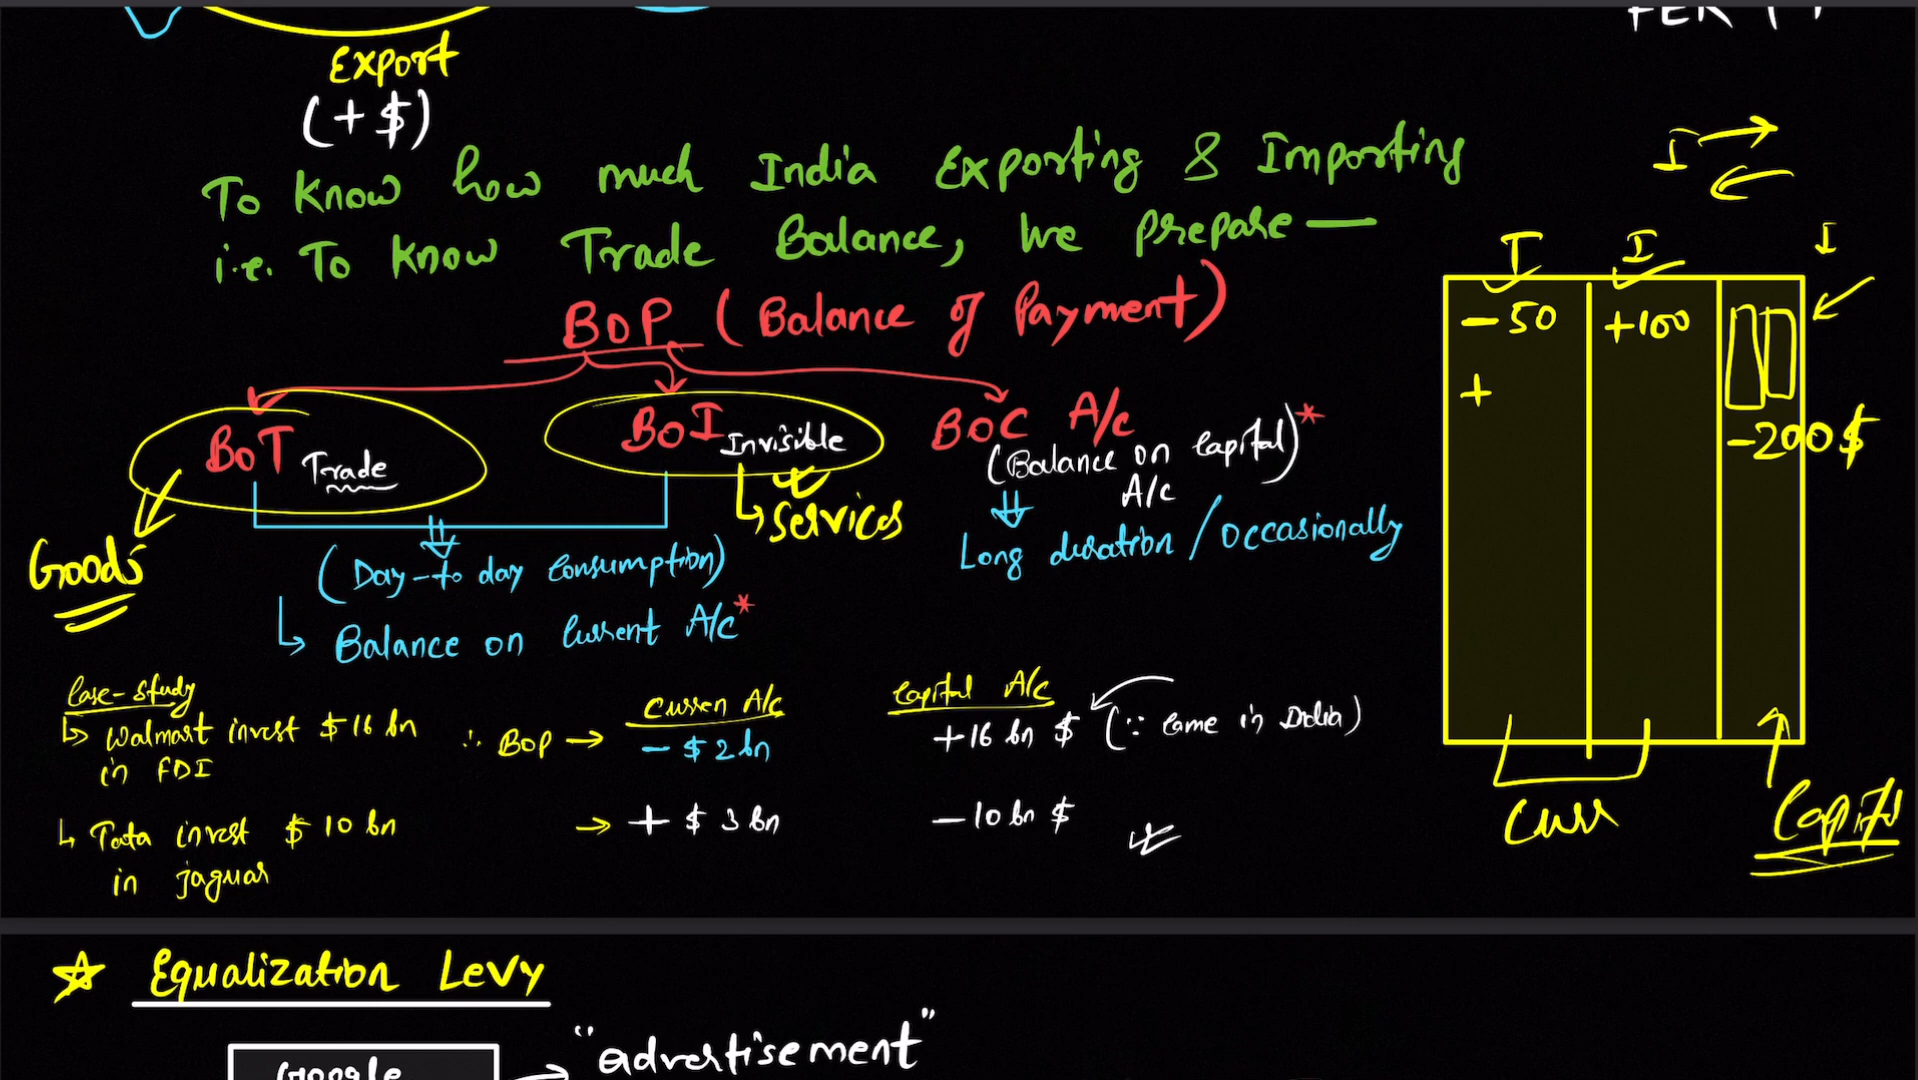 Export
(+ $)
To Know how much India Exporting & Importing
i.e. To Know Trade Balance, we prepare —
BOP (Balance of Payment)
BOT Trade
BOI Invisible
BOC A/c
(Balance on Capital)*
A/c
Goods
↳ Services
(Day-to day Consumption)
↳ Balance on Current A/c*
Long duration / Occasionally
Case-Study
↳ Walmart invest $16 bn
in FDI
∴ BOP →
Curren A/c
- $ 2 bn
Capital A/c
+16 bn $ (∵ Came in India)
↳ Tata invest $ 10 bn
in jaguar
→ + $ 3 bn
-10 bn $
I
T
I
I
- 50
+100
+
-200 $
Curr
☆ Equalization Levy
Google
"advertisement"